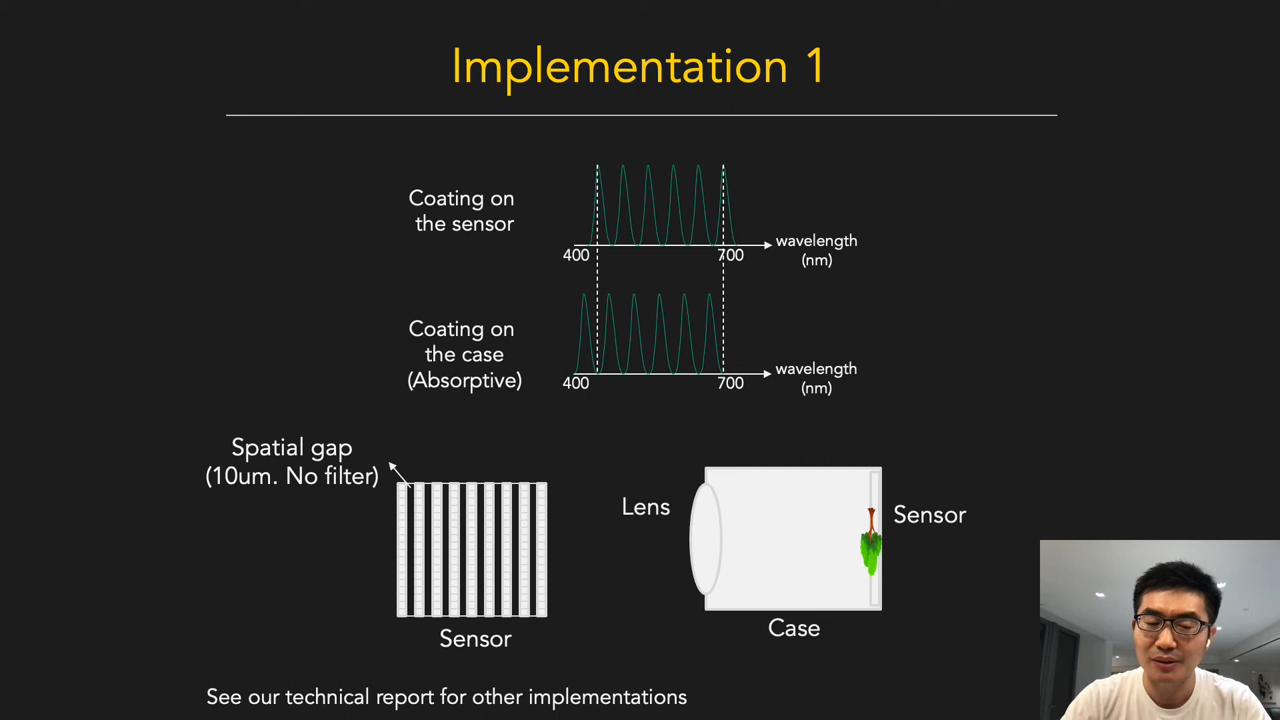 Implementation 1
Coating on
the sensor
400
700
wavelength
(nm)
Coating on
the case
(Absorptive)
400
700
wavelength
(nm)
Spatial gap
(10um. No filter)
Sensor
Lens
Sensor
Case
See our technical report for other implementations